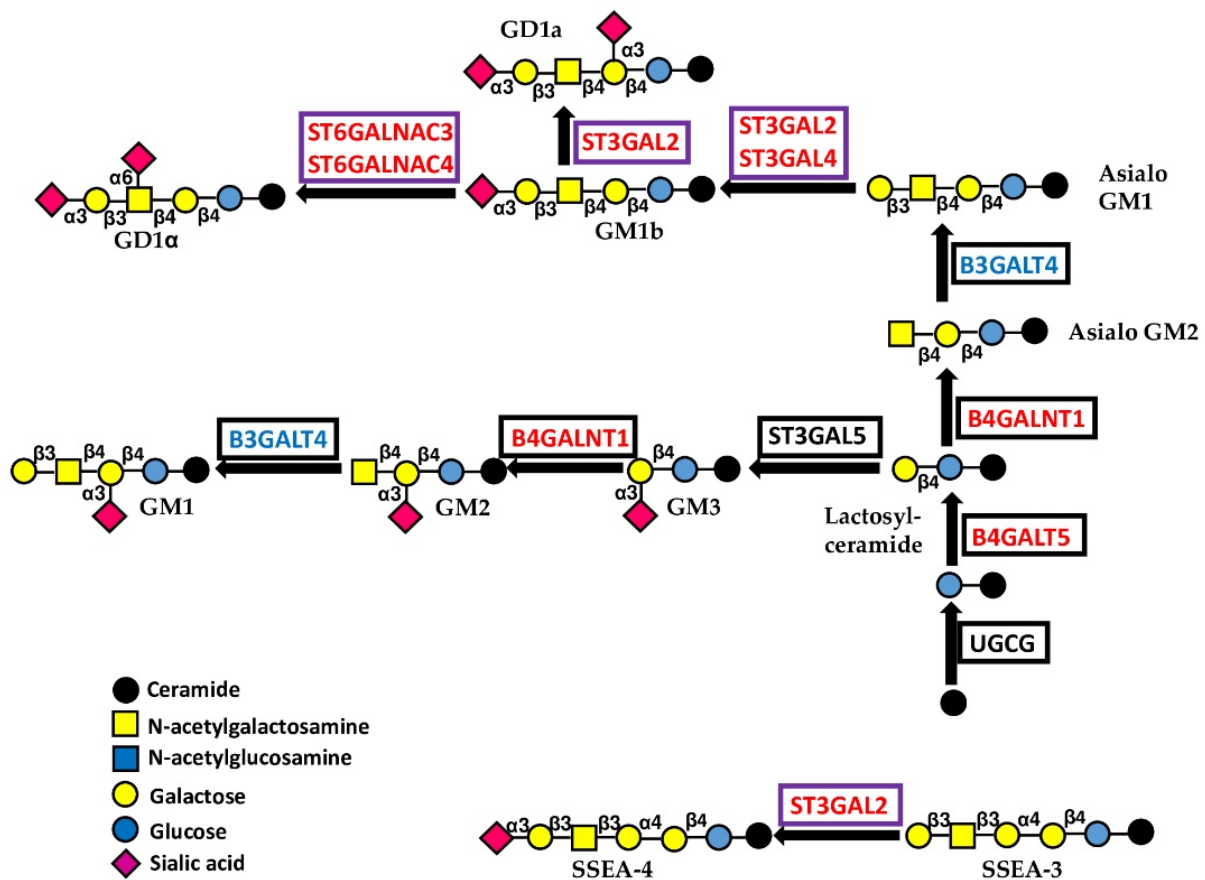 GD1a
α3
α3
β3
β4
β4
ST6GALNAC3
ST6GALNAC4
ST3GAL2
ST3GAL2
ST3GAL4
α6
α3
β3
β4
β4
GD1α
α3
β3
β4
β4
GM1b
β3
β4
β4
Asialo
GM1
B3GALT4
β4
β4
Asialo GM2
B3GALT4
B4GALNT1
ST3GAL5
B4GALNT1
β3
β4
β4
α3
GM1
β4
β4
α3
GM2
β4
α3
GM3
β4
Lactosyl-
ceramide
B4GALT5
UGCG
Ceramide
N-acetylgalactosamine
N-acetylglucosamine
Galactose
Glucose
Sialic acid
ST3GAL2
α3
β3
β3
α4
β4
SSEA-4
β3
β3
α4
β4
SSEA-3